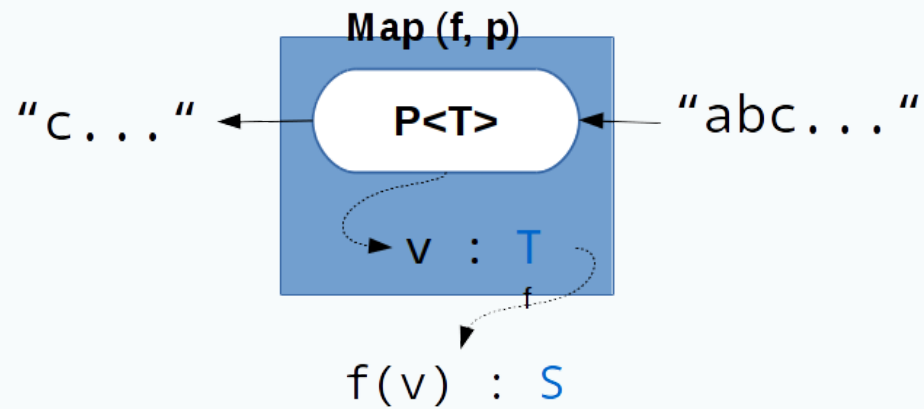 Map (f, p)
“c...“
P<T>
“abc...“
v : T
f
f(v) : S